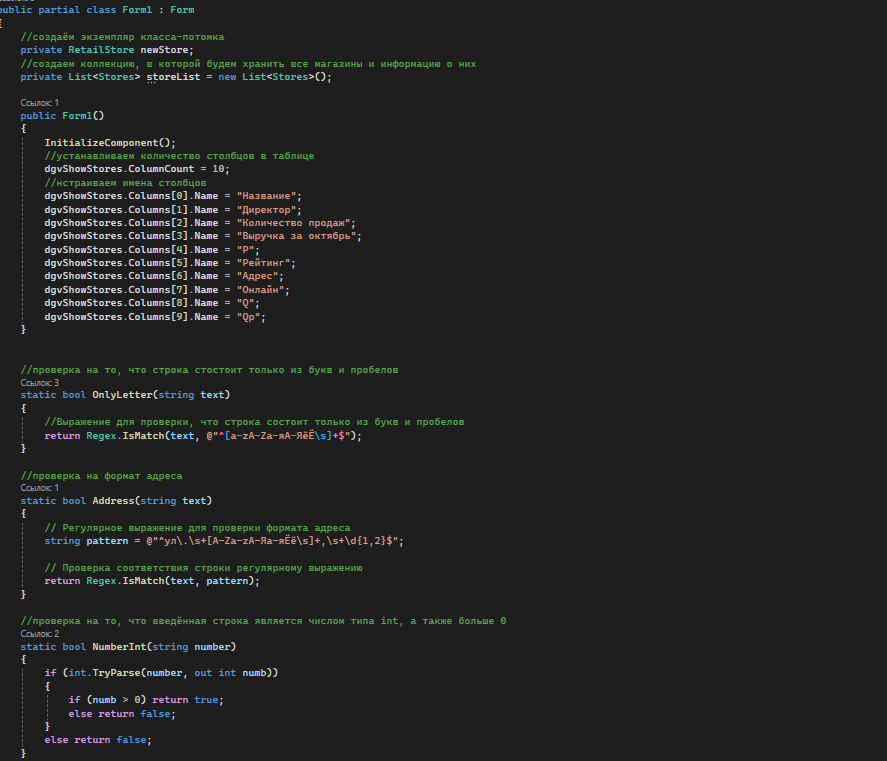 public partial class Form1 : Form
{
//создаём экземпляр класса-потомка
private RetailStore newStore;
//создаем коллекцию, в которой будем хранить все магазины и информацию о них
private List<Stores> storeList = new List<Stores>();
Ссылок: 1
public Form1()
{
InitializeComponent();
//устанавливаем количество столбцов в таблице
dgvShowStores.ColumnCount = 10;
//нстраиваем имена столбцов
dgvShowStores.Columns[0].Name = "Название";
dgvShowStores.Columns[1].Name = "Директор";
dgvShowStores.Columns[2].Name = "Количество продаж";
dgvShowStores.Columns[3].Name = "Выручка за октябрь";
dgvShowStores.Columns[4].Name = "P";
dgvShowStores.Columns[5].Name = "Рейтинг";
dgvShowStores.Columns[6].Name = "Адрес";
dgvShowStores.Columns[7].Name = "Онлайн";
dgvShowStores.Columns[8].Name = "Q";
dgvShowStores.Columns[9].Name = "Qp";
}
//проверка на то, что строка стостоит только из букв и пробелов
Ссылок: 3
static bool OnlyLetter(string text)
{
//Выражение для проверки, что строка состоит только из букв и пробелов
return Regex.IsMatch(text, @"^[a-zA-Zа-яА-ЯёЁ\s]+$");
}
//проверка на формат адреса
Ссылок: 1
static bool Address(string text)
{
// Регулярное выражение для проверки формата адреса
string pattern = @"^ул\.\s+[A-Za-zА-Яа-яЁё\s]+,\s+\d{1,2}$";
// Проверка соответствия строки регулярному выражению
return Regex.IsMatch(text, pattern);
}
//проверка на то, что введённая строка является числом типа int, а также больше 0
Ссылок: 2
static bool NumberInt(string number)
{
if (int.TryParse(number, out int numb))
{
if (numb > 0) return true;
else return false;
}
else return false;
}